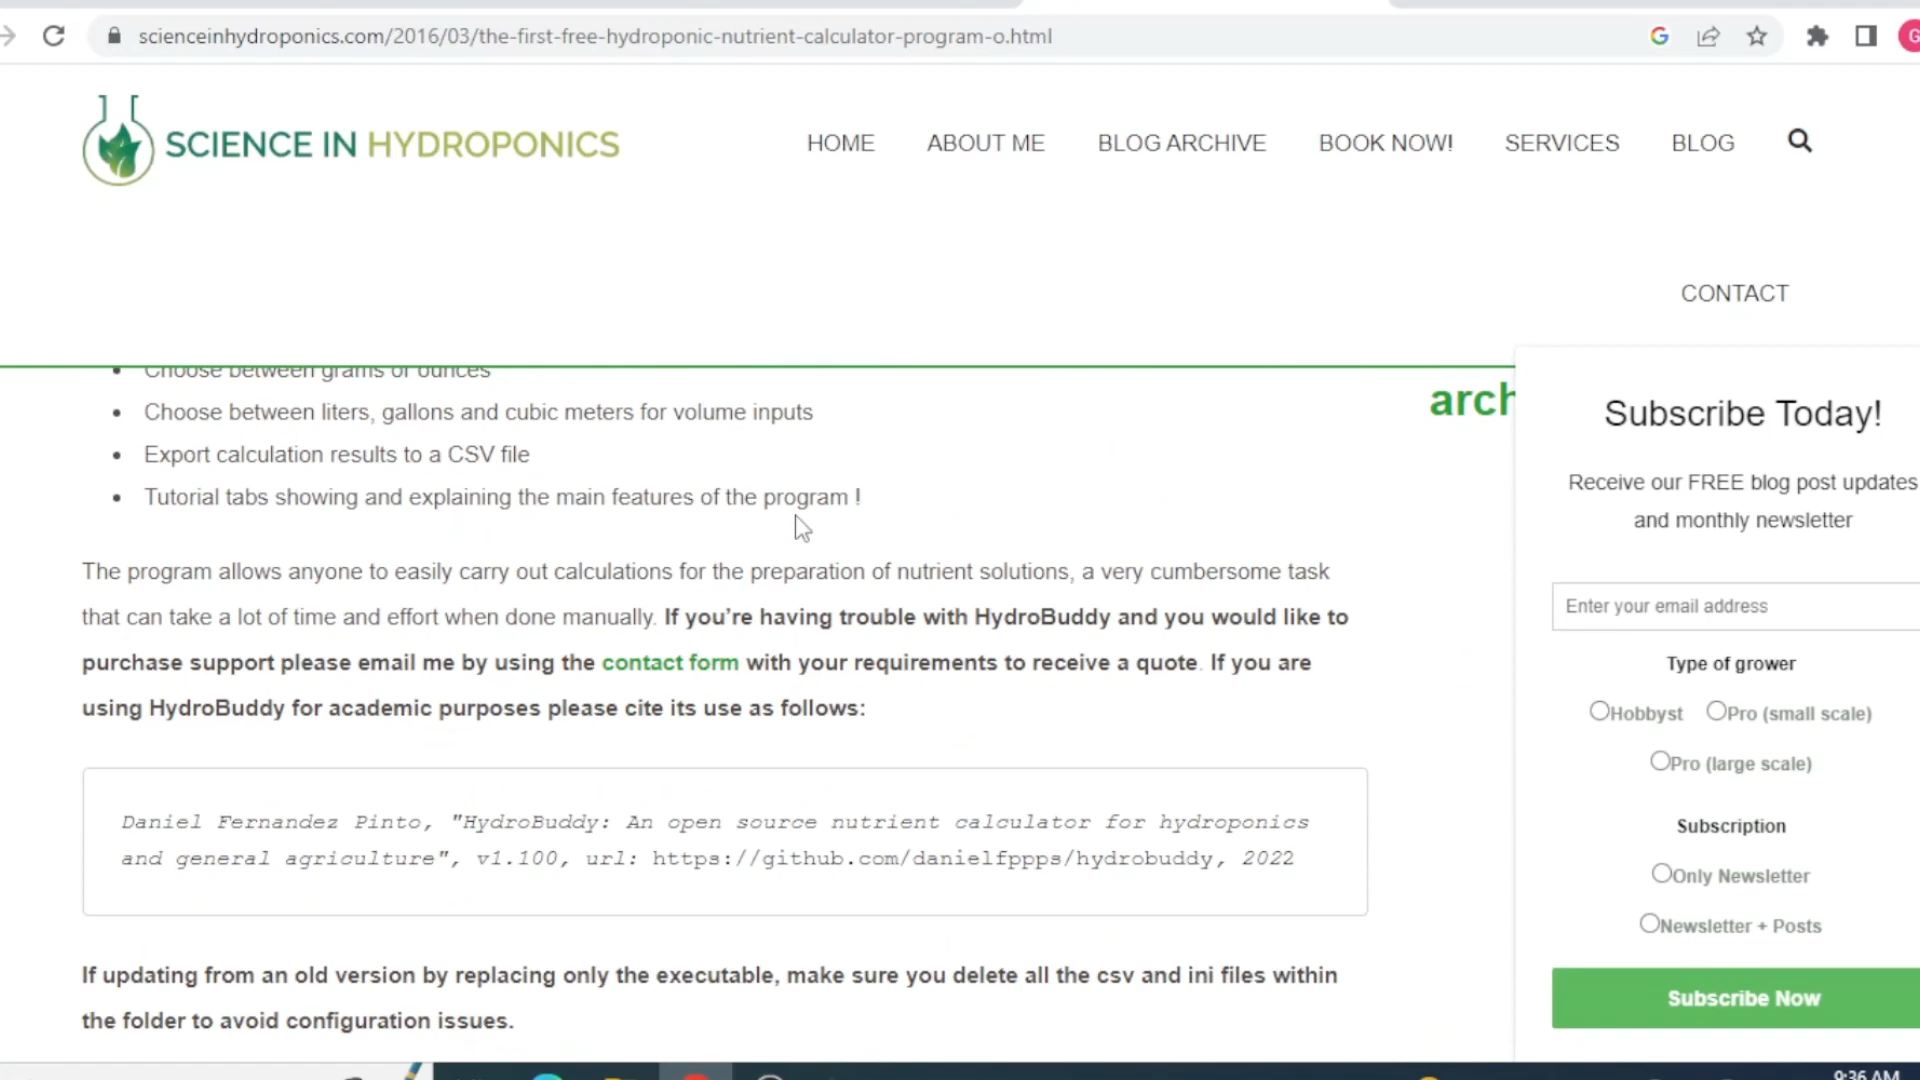 scienceinhydroponics.com/2016/03/the-first-free-hydroponic-nutrient-calculator-program-o.html
G
SCIENCE IN HYDROPONICS
HOME ABOUT ME BLOG ARCHIVE BOOK NOW! SERVICES BLOG
CONTACT
Choose between grams or ounces
Choose between liters, gallons and cubic meters for volume inputs
Export calculation results to a CSV file
Tutorial tabs showing and explaining the main features of the program !
The program allows anyone to easily carry out calculations for the preparation of nutrient solutions, a very cumbersome task
that can take a lot of time and effort when done manually. If you're having trouble with HydroBuddy and you would like to
purchase support please email me by using the contact form with your requirements to receive a quote. If you are
using HydroBuddy for academic purposes please cite its use as follows:
Daniel Fernandez Pinto, "HydroBuddy: An open source nutrient calculator for hydroponics
and general agriculture", v1.100, url: https://github.com/danielfppps/hydrobuddy, 2022
If updating from an old version by replacing only the executable, make sure you delete all the csv and ini files within
the folder to avoid configuration issues.
arch
Subscribe Today!
Receive our FREE blog post updates
and monthly newsletter
Enter your email address
Type of grower
Hobbyst Pro (small scale)
Pro (large scale)
Subscription
Only Newsletter
Newsletter + Posts
Subscribe Now
9:36 AM